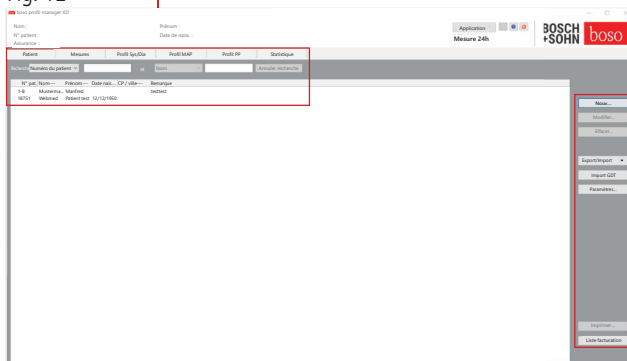 Fig. 12
boso profil-manager XD
Nom :
Prénom :
N° patient :
Date de naiss. :
Assurance :
Application
Mesure 24h
BOSCH
+SOHN
boso
Patient Mesures Profil Sys/Dia Profil MAP Profil PP Statistique
Recherche Numéro du patient et Nom Annuler recherche
N° pat. Nom--- Prénom--- Date nais... CP / ville--- Remarque
1-8 Musterma... Manfred testtest
16751 Webmed Patient test 12/12/1950
Nouv...
Modifier...
Effacer...
Export/Import
Import GDT
Paramètres...
Imprimer...
Liste facturation